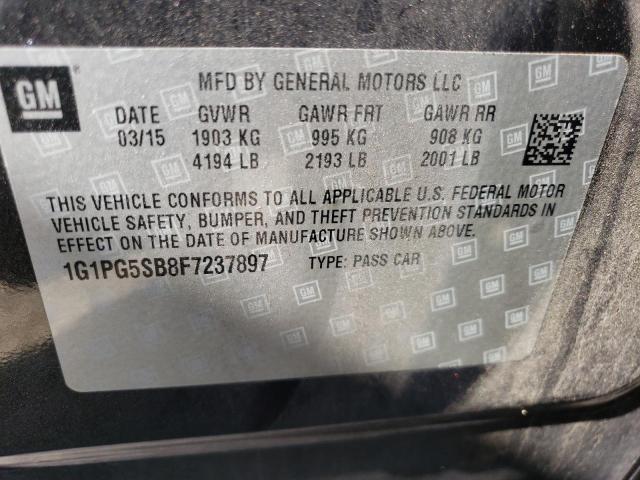 GM
MFD BY GENERAL MOTORS LLC
DATE GVWR GAWR FRT GAWR RR
03/15 1903 KG 995 KG 908 KG
4194 LB 2193 LB 2001 LB
THIS VEHICLE CONFORMS TO ALL APPLICABLE U.S. FEDERAL MOTOR
VEHICLE SAFETY, BUMPER, AND THEFT PREVENTION STANDARDS IN
EFFECT ON THE DATE OF MANUFACTURE SHOWN ABOVE.
1G1PG5SB8F7237897 TYPE: PASS CAR